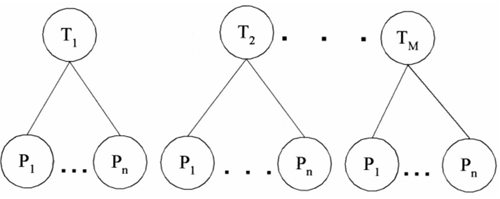 T1 T2 . . . TM
P1 ... Pn P1 . . . Pn P1 ... Pn